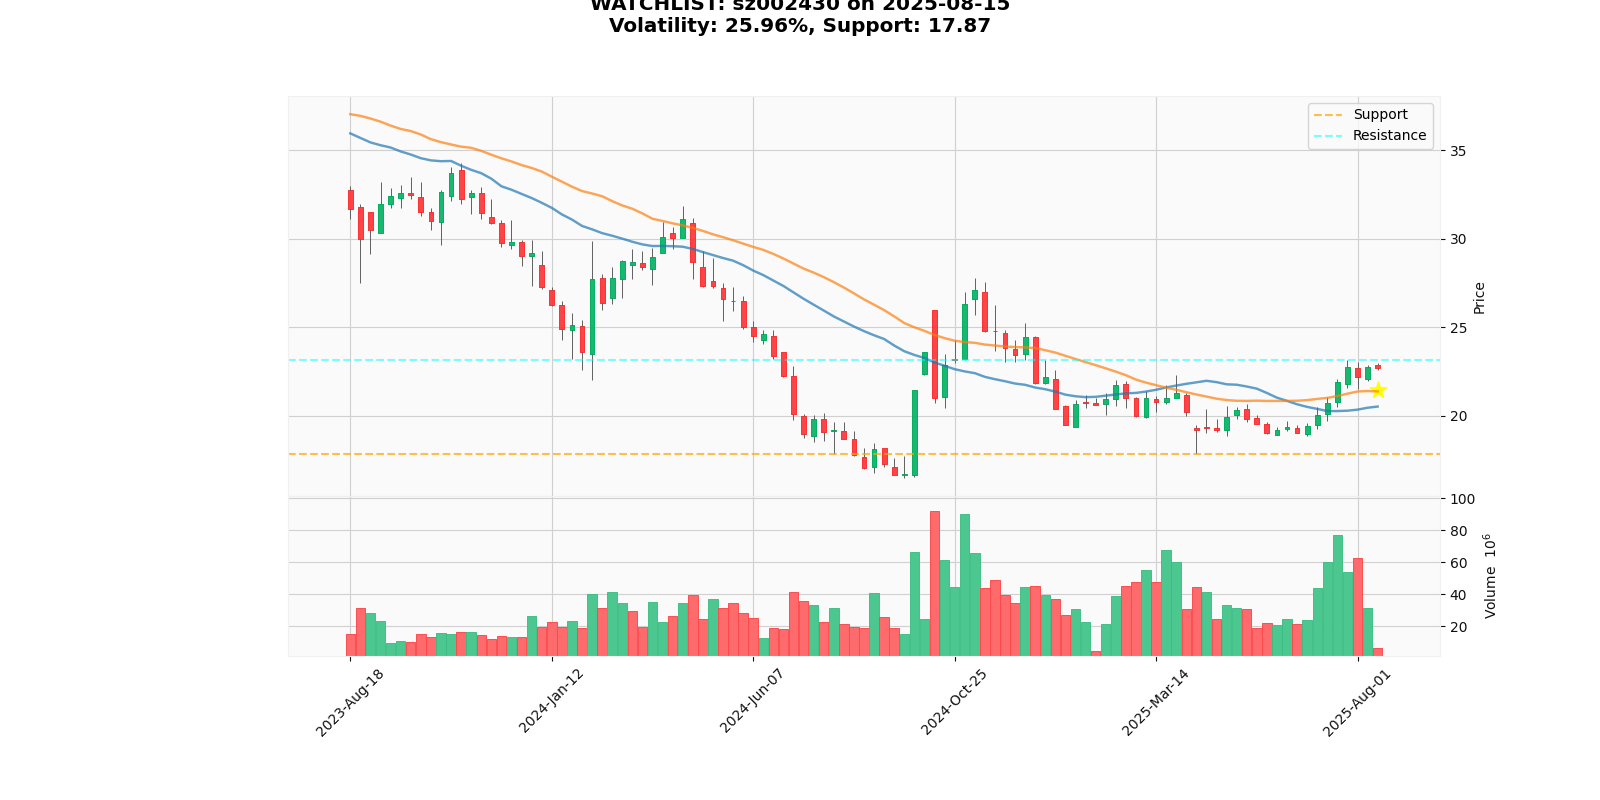 WATCHLIST: sz002430 on 2025-08-15
Volatility: 25.96%, Support: 17.87
Support
Resistance
35
30
25
20
Price
100
80
60
40
20
Volume 10⁶
2023-Aug-18
2024-Jan-12
2024-Jun-07
2024-Oct-25
2025-Mar-14
2025-Aug-01